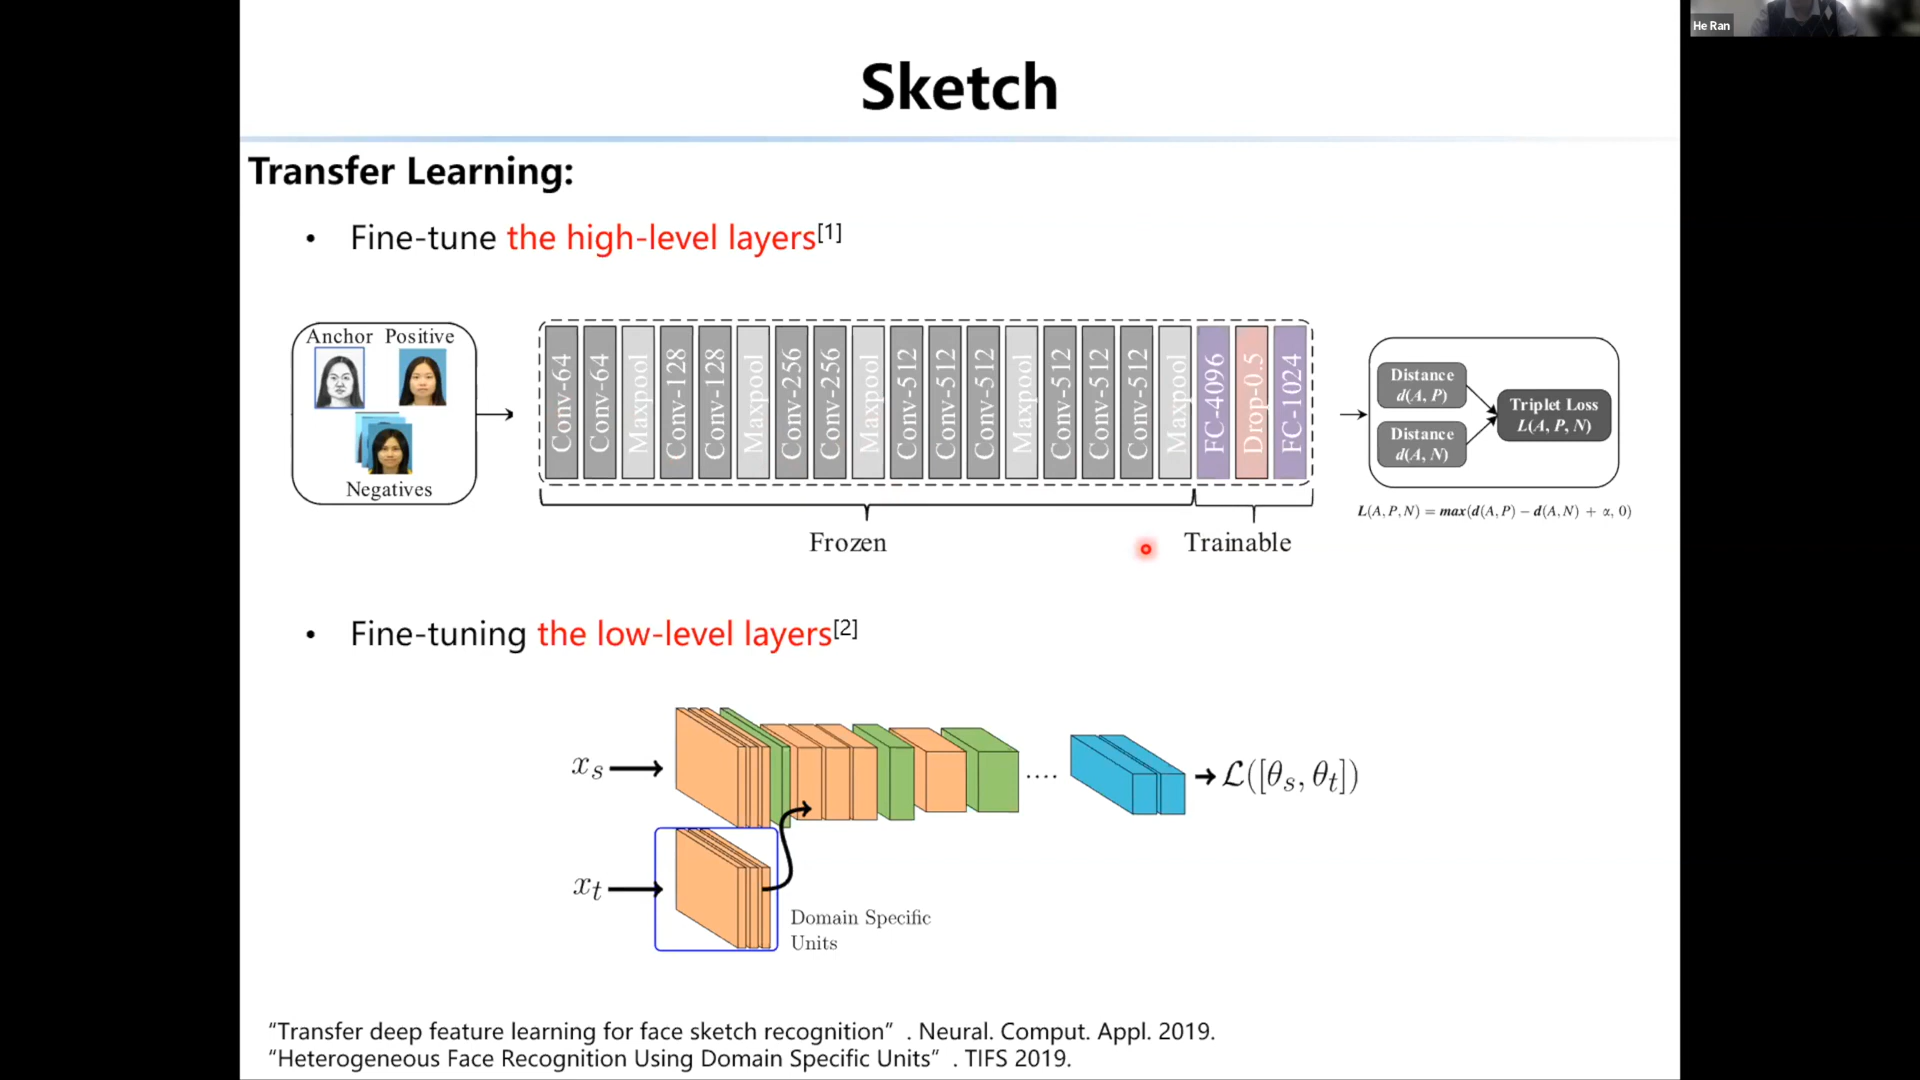 He Ran
Sketch
Transfer Learning:
• Fine-tune the high-level layers[1]
Anchor Positive
Negatives
Conv-64
Conv-64
Maxpool
Conv-128
Conv-128
Maxpool
Conv-256
Conv-256
Maxpool
Conv-512
Conv-512
Conv-512
Maxpool
Conv-512
Conv-512
Conv-512
Maxpool
FC-4096
Drop-0.5
FC-1024
Frozen
Trainable
Distance
d(A, P)
Distance
d(A, N)
Triplet Loss
L(A, P, N)
L(A, P, N) = max(d(A, P) − d(A, N) + α, 0)
• Fine-tuning the low-level layers[2]
x_s
x_t
....
ℒ([θ_s, θ_t])
Domain Specific
Units
“Transfer deep feature learning for face sketch recognition” . Neural. Comput. Appl. 2019.
“Heterogeneous Face Recognition Using Domain Specific Units” . TIFS 2019.